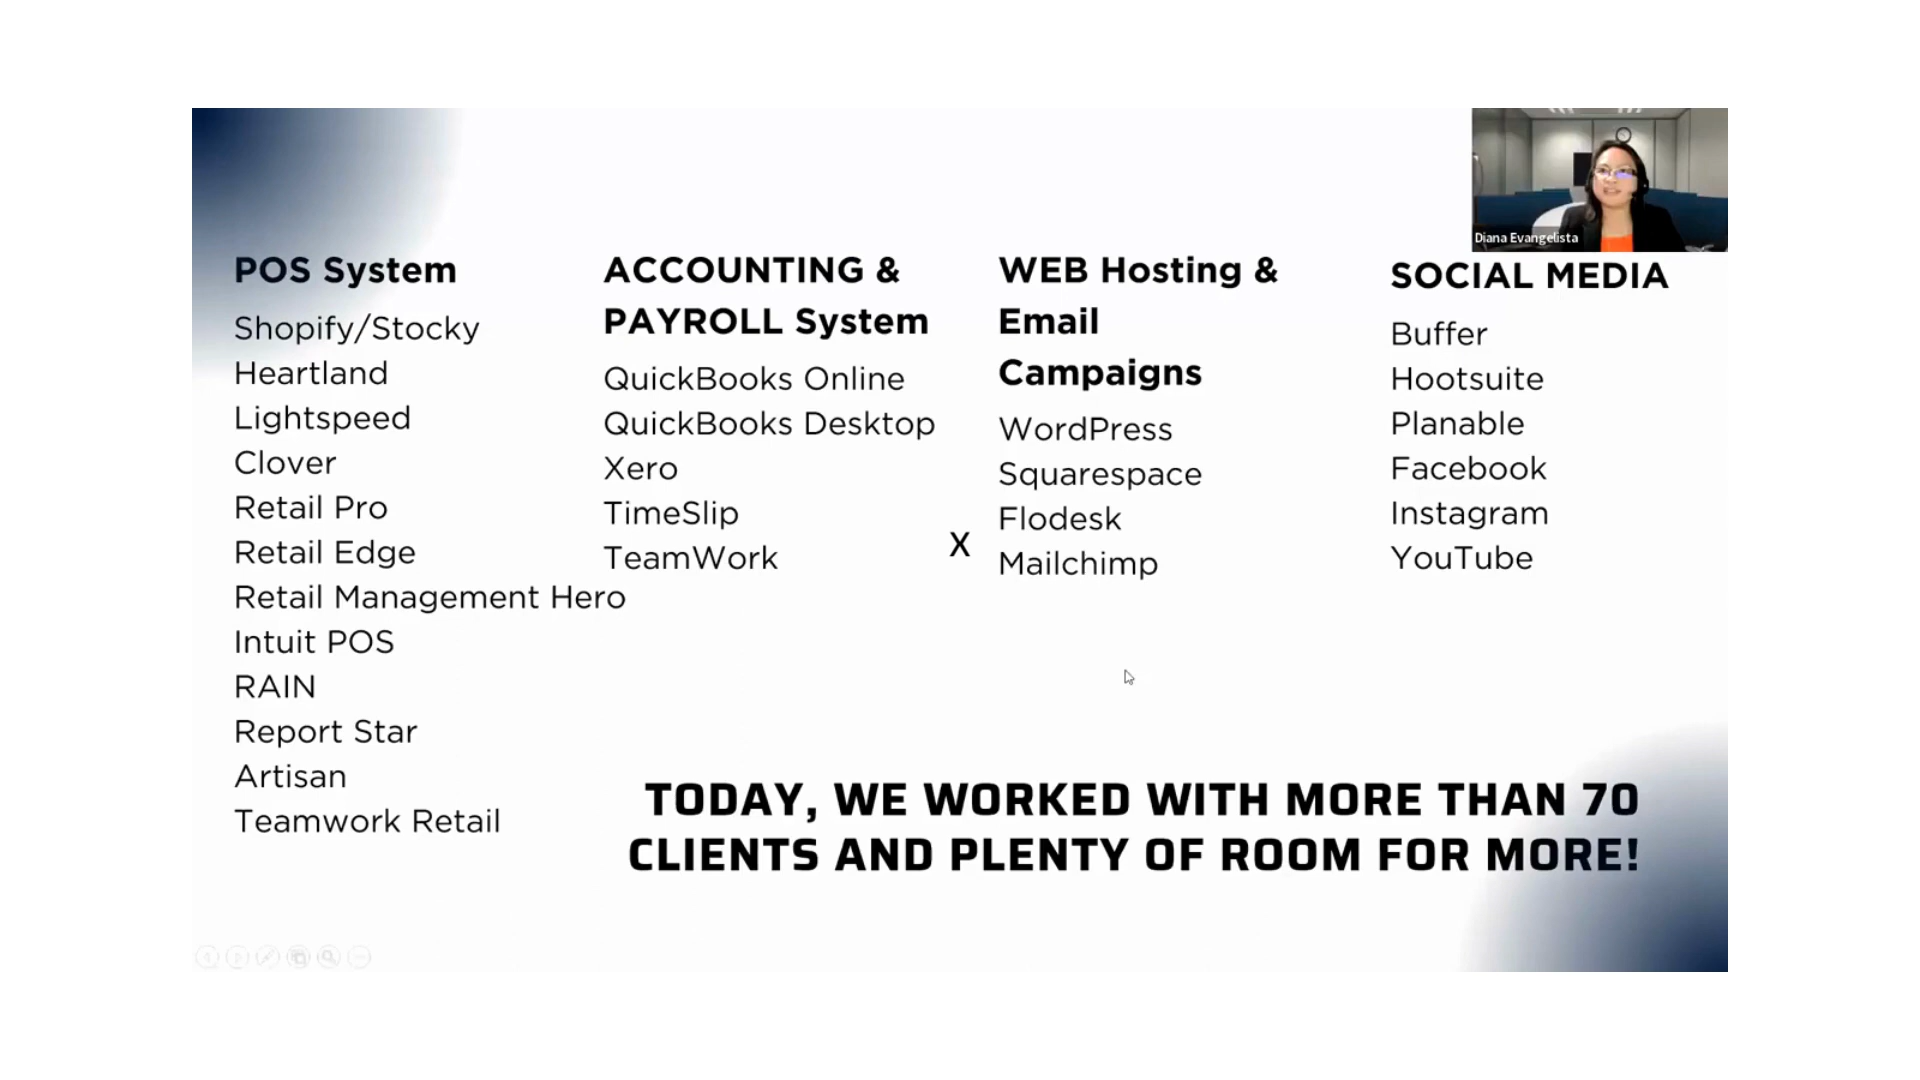 Diana Evangelista
POS System
Shopify/Stocky
Heartland
Lightspeed
Clover
Retail Pro
Retail Edge
Retail Management Hero
Intuit POS
RAIN
Report Star
Artisan
Teamwork Retail
ACCOUNTING &
PAYROLL System
QuickBooks Online
QuickBooks Desktop
Xero
TimeSlip
TeamWork
X
WEB Hosting &
Email
Campaigns
WordPress
Squarespace
Flodesk
Mailchimp
SOCIAL MEDIA
Buffer
Hootsuite
Planable
Facebook
Instagram
YouTube
TODAY, WE WORKED WITH MORE THAN 70
CLIENTS AND PLENTY OF ROOM FOR MORE!